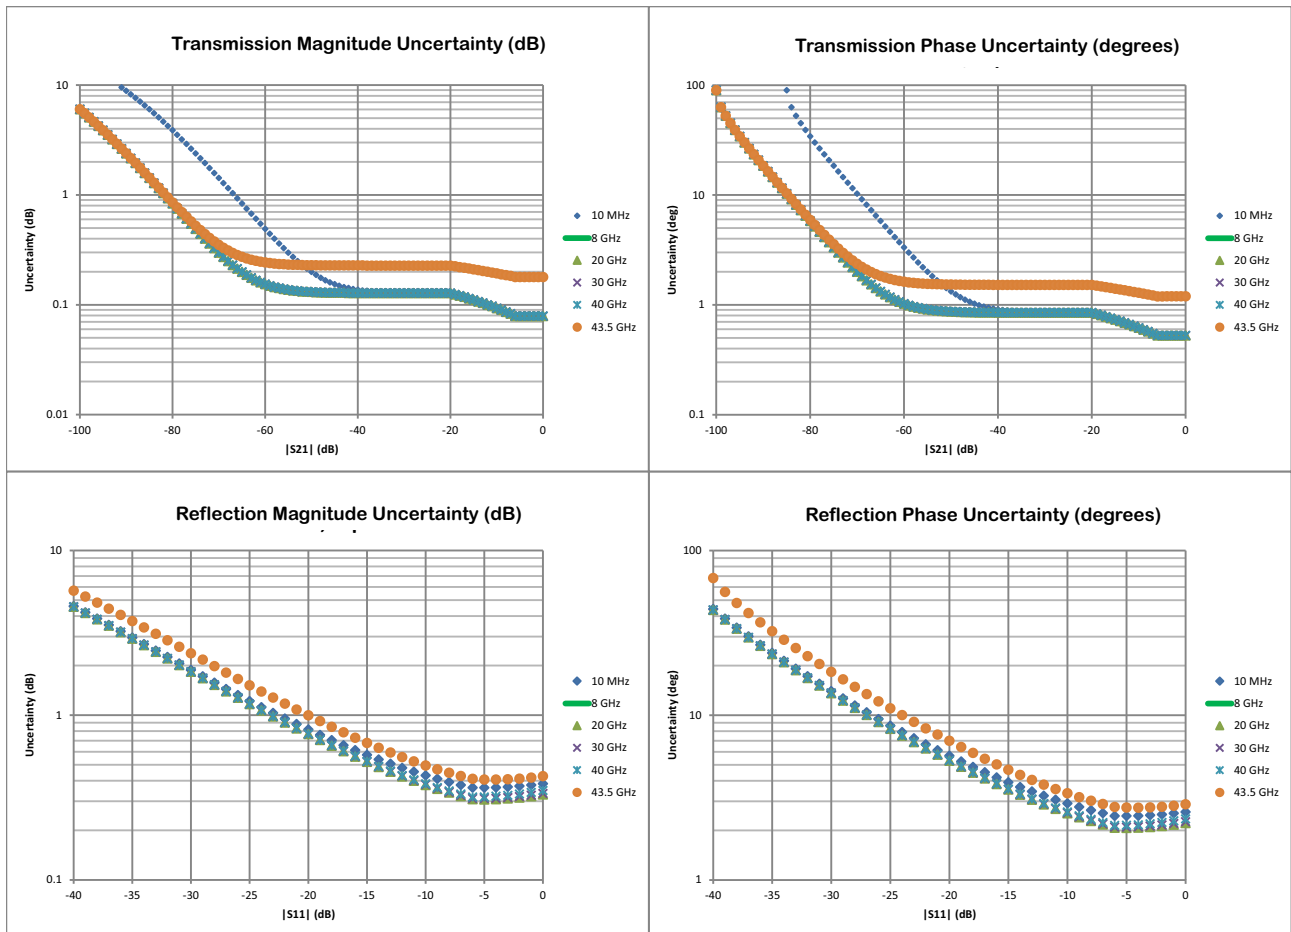 Transmission Magnitude Uncertainty (dB)
10
1
0.1
0.01
Uncertainty (dB)
-100
-80
-60
-40
-20
0
|S21| (dB)
10 MHz
8 GHz
20 GHz
30 GHz
40 GHz
43.5 GHz
Transmission Phase Uncertainty (degrees)
100
10
1
0.1
Uncertainty (deg)
-100
-80
-60
-40
-20
0
|S21| (dB)
10 MHz
8 GHz
20 GHz
30 GHz
40 GHz
43.5 GHz
Reflection Magnitude Uncertainty (dB)
10
1
0.1
Uncertainty (dB)
-40
-35
-30
-25
-20
-15
-10
-5
0
|S11| (dB)
10 MHz
8 GHz
20 GHz
30 GHz
40 GHz
43.5 GHz
Reflection Phase Uncertainty (degrees)
100
10
1
Uncertainty (deg)
-40
-35
-30
-25
-20
-15
-10
-5
0
|S11| (dB)
10 MHz
8 GHz
20 GHz
30 GHz
40 GHz
43.5 GHz